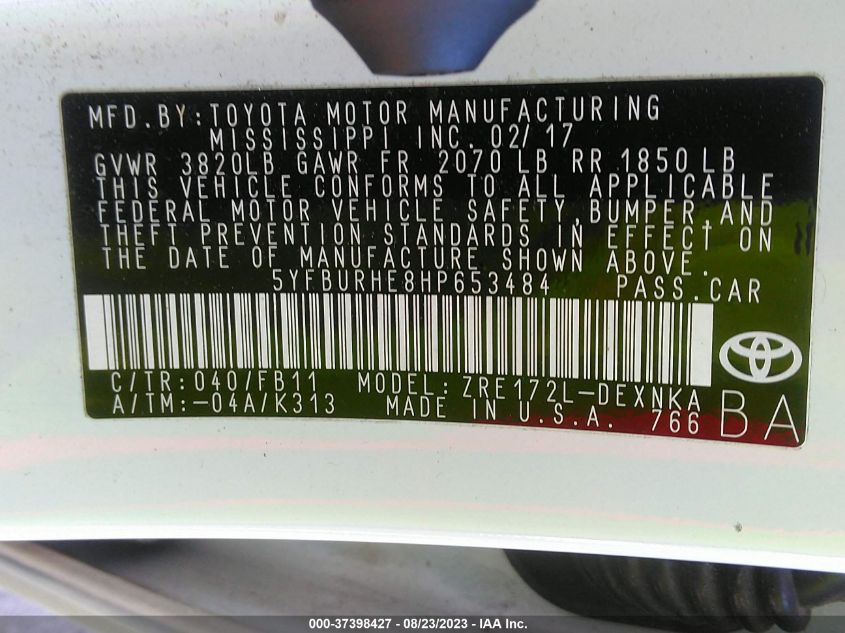 MFD.BY:TOYOTA MOTOR MANUFACTURING
MISSISSIPPI INC. 02/17
GVWR 3820LB GAWR FR 2070LB RR 1850LB
THIS VEHICLE CONFORMS TO ALL APPLICABLE
FEDERAL MOTOR VEHICLE SAFETY,BUMPER,AND
THEFT PREVENTION STANDARDS IN EFFECT ON
THE DATE OF MANUFACTURE SHOWN ABOVE.
5YFBURHE8HP653484 PASS.CAR
C/TR:040/FB11 MODEL:ZRE172L-DEXNKA
A/TM:-04A/K313 MADE IN U.S.A. 766
BA
000-37398427 - 08/23/2023 - IAA Inc.